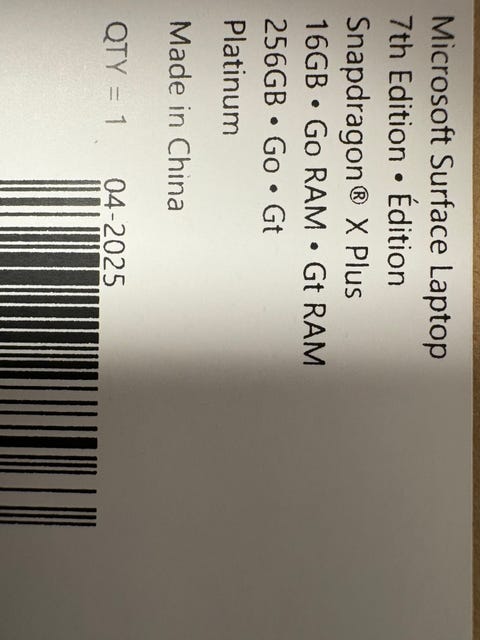 Microsoft Surface Laptop
7th Edition • Édition
Snapdragon® X Plus
16GB • Go RAM • Gt RAM
256GB • Go • Gt
Platinum
Made in China
QTY = 1 04-2025